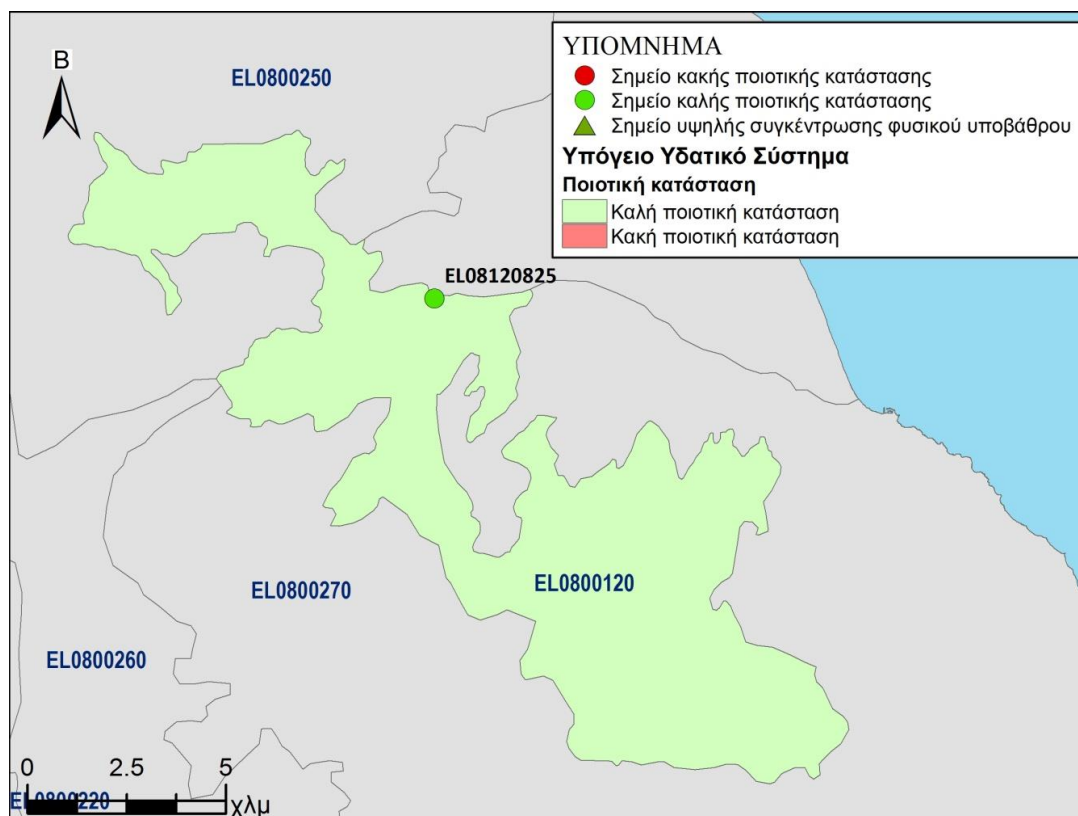 ΥΠΟΜΝΗΜΑ
Σημείο κακής ποιοτικής κατάστασης
Σημείο καλής ποιοτικής κατάστασης
Σημείο υψηλής συγκέντρωσης φυσικού υποβάθρου
Υπόγειο Υδατικό Σύστημα
Ποιοτική κατάσταση
Καλή ποιοτική κατάσταση
Κακή ποιοτική κατάσταση
Β
EL0800250
EL08120825
EL0800270
EL0800120
EL0800260
0 2.5 5
χλμ
EL0800220